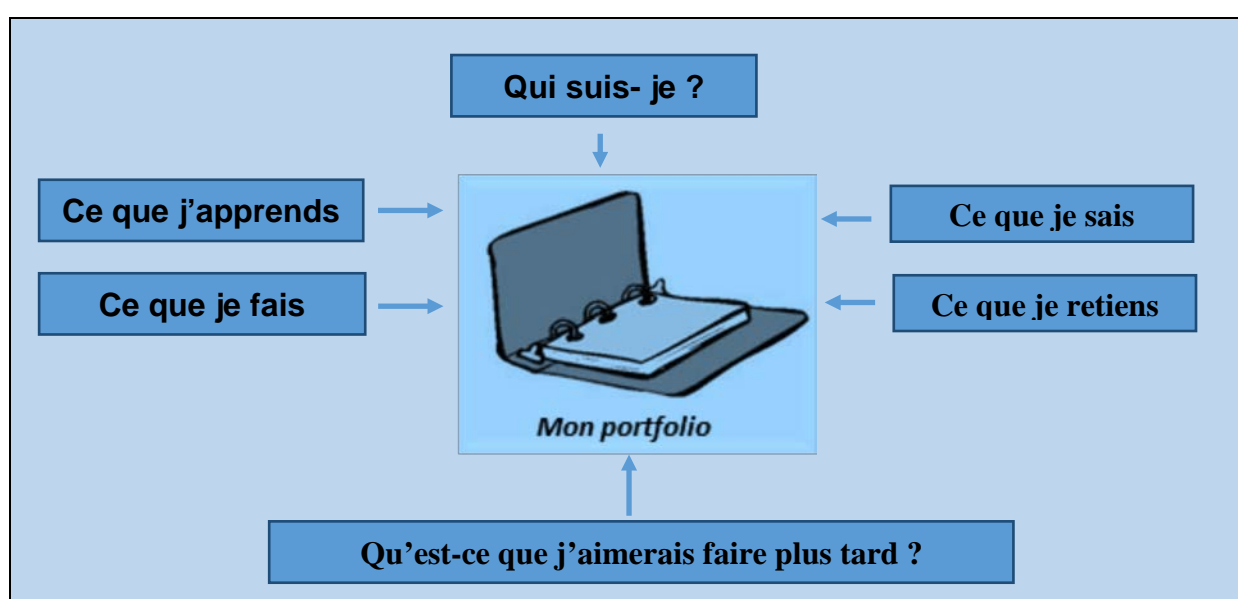 Qui suis- je ?
Ce que j’apprends
Ce que je sais
Ce que je fais
Ce que je retiens
Mon portfolio
Qu’est-ce que j’aimerais faire plus tard ?